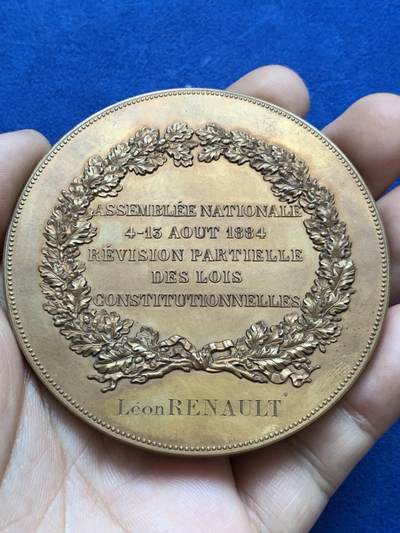 ASSEMBLÉE NATIONALE
4-13 AOUT 1884
RÉVISION PARTIELLE
DES LOIS
CONSTITUTIONNELLES
Léon RENAULT